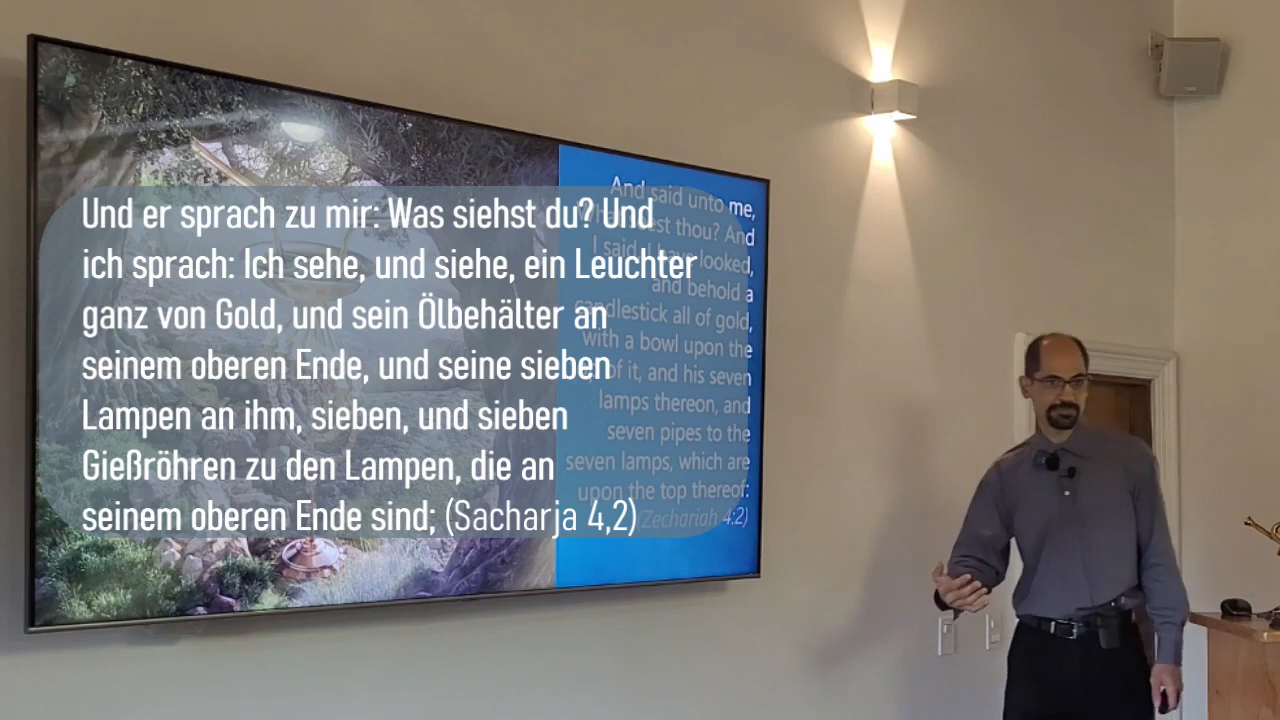 Und er sprach zu mir: Was siehst du? Und
ich sprach: Ich sehe, und siehe, ein Leuchter
ganz von Gold, und sein Ölbehälter an
seinem oberen Ende, und seine sieben
Lampen an ihm, sieben, und sieben
Gießröhren zu den Lampen, die an
seinem oberen Ende sind; (Sacharja 4,2)
And said unto me,
thou? And
I said, I have looked,
and behold a
candlestick all of gold,
with a bowl upon the
of it, and his seven
lamps thereon, and
seven pipes to the
seven lamps, which are
upon the top thereof:
(Zechariah 4:2)